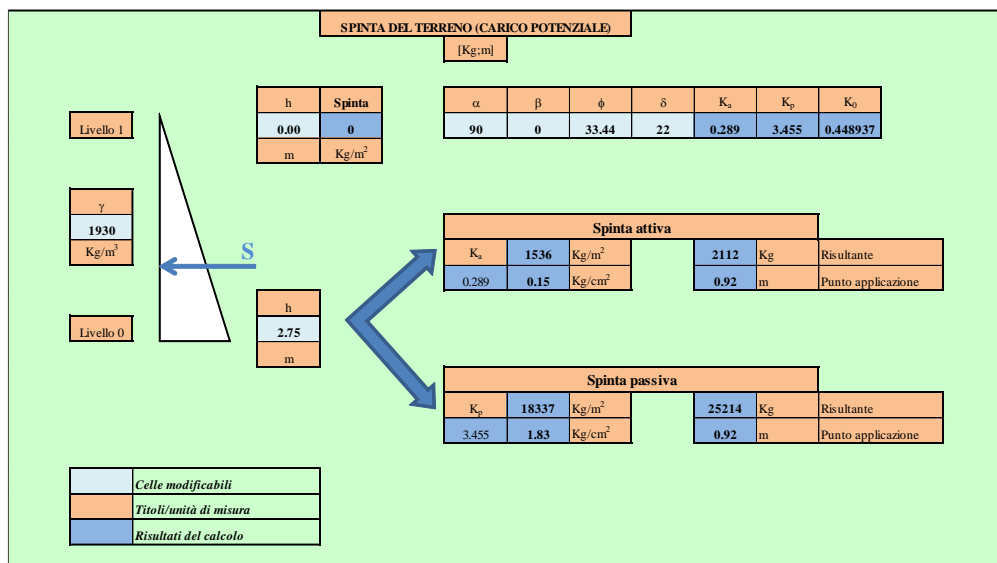 SPINTA DEL TERRENO (CARICO POTENZIALE)
[Kg;m]
h Spinta α β ϕ δ Kₐ Kₚ K₀
Livello 1 0.00 0 90 0 33.44 22 0.289 3.455 0.448937
m Kg/m²
γ
1930
Kg/m³
S
Spinta attiva
Kₐ 1536 Kg/m² 2112 Kg Risultante
0.289 0.15 Kg/cm² 0.92 m Punto applicazione
h
Livello 0 2.75
m
Spinta passiva
Kₚ 18337 Kg/m² 25214 Kg Risultante
3.455 1.83 Kg/cm² 0.92 m Punto applicazione
Celle modificabili
Titoli/unità di misura
Risultati del calcolo